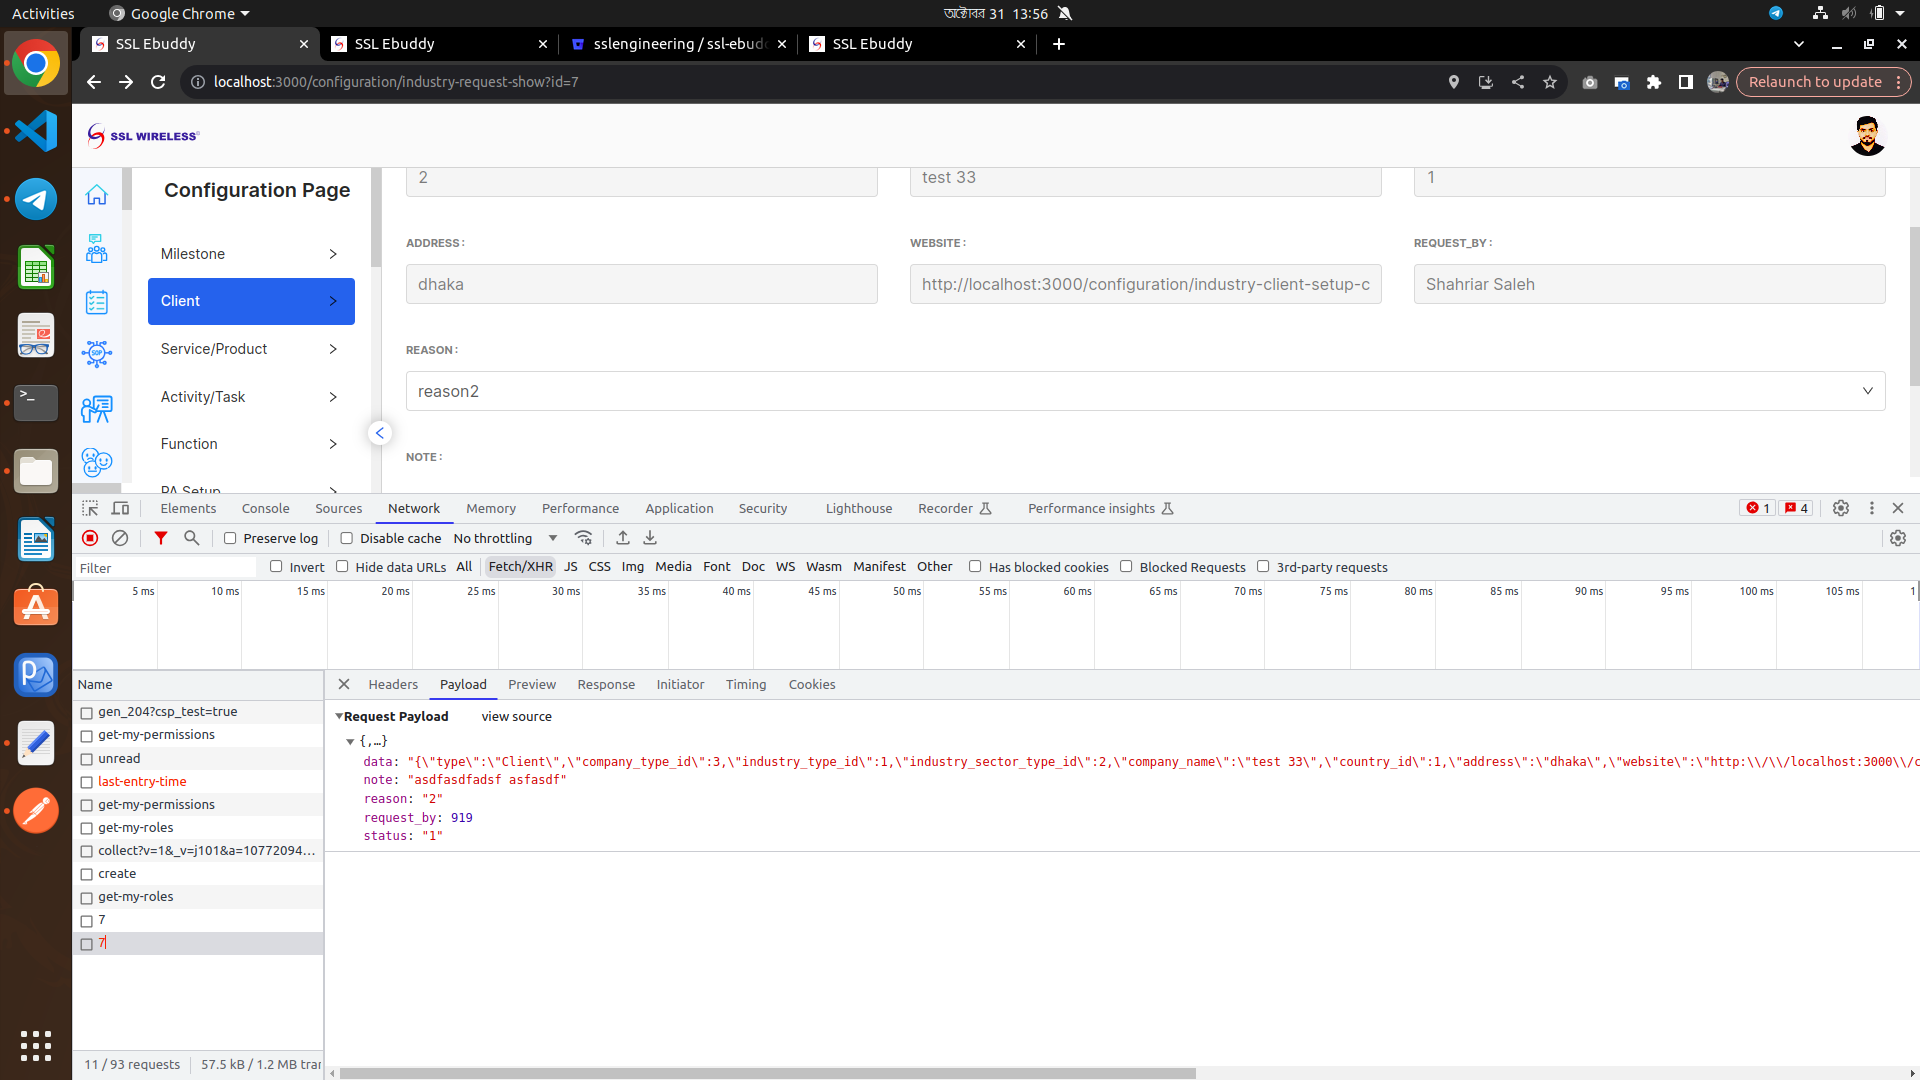 Activities
Google Chrome
অক্টোবর 31 13:56
SSL Ebuddy
SSL Ebuddy
sslengineering / ssl-ebud
SSL Ebuddy
localhost:3000/configuration/industry-request-show?id=7
Relaunch to update
SSL WIRELESS
Configuration Page
Milestone
Client
Service/Product
Activity/Task
Function
PA Setup
2
test 33
1
ADDRESS :
WEBSITE :
REQUEST_BY :
dhaka
http://localhost:3000/configuration/industry-client-setup-c
Shahriar Saleh
REASON :
reason2
NOTE :
Elements Console Sources Network Memory Performance Application Security Lighthouse Recorder Performance insights 1 4
Preserve log Disable cache No throttling
Filter Invert Hide data URLs All Fetch/XHR JS CSS Img Media Font Doc WS Wasm Manifest Other Has blocked cookies Blocked Requests 3rd-party requests
5 ms 10 ms 15 ms 20 ms 25 ms 30 ms 35 ms 40 ms 45 ms 50 ms 55 ms 60 ms 65 ms 70 ms 75 ms 80 ms 85 ms 90 ms 95 ms 100 ms 105 ms 1
Name
gen_204?csp_test=true
get-my-permissions
unread
last-entry-time
get-my-permissions
get-my-roles
collect?v=1&_v=j101&a=10772094…
create
get-my-roles
7
7
11 / 93 requests 57.5 kB / 1.2 MB tran
Headers Payload Preview Response Initiator Timing Cookies
Request Payload view source
{,…}
data: "{\"type\":\"Client\",\"company_type_id\":3,\"industry_type_id\":1,\"industry_sector_type_id\":2,\"company_name\":\"test 33\",\"country_id\":1,\"address\":\"dhaka\",\"website\":\"http:\\/\\/localhost:3000\\/c
note: "asdfasdfadsf asfasdf"
reason: "2"
request_by: 919
status: "1"